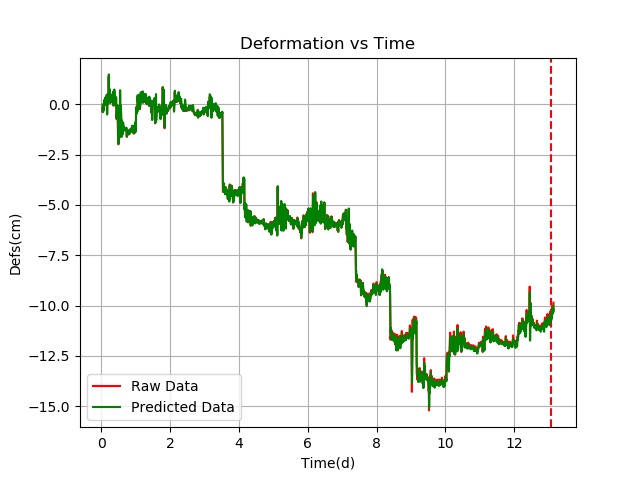 Deformation vs Time
Defs(cm)
0.0
−2.5
−5.0
−7.5
−10.0
−12.5
−15.0
Raw Data
Predicted Data
0 2 4 6 8 10 12
Time(d)